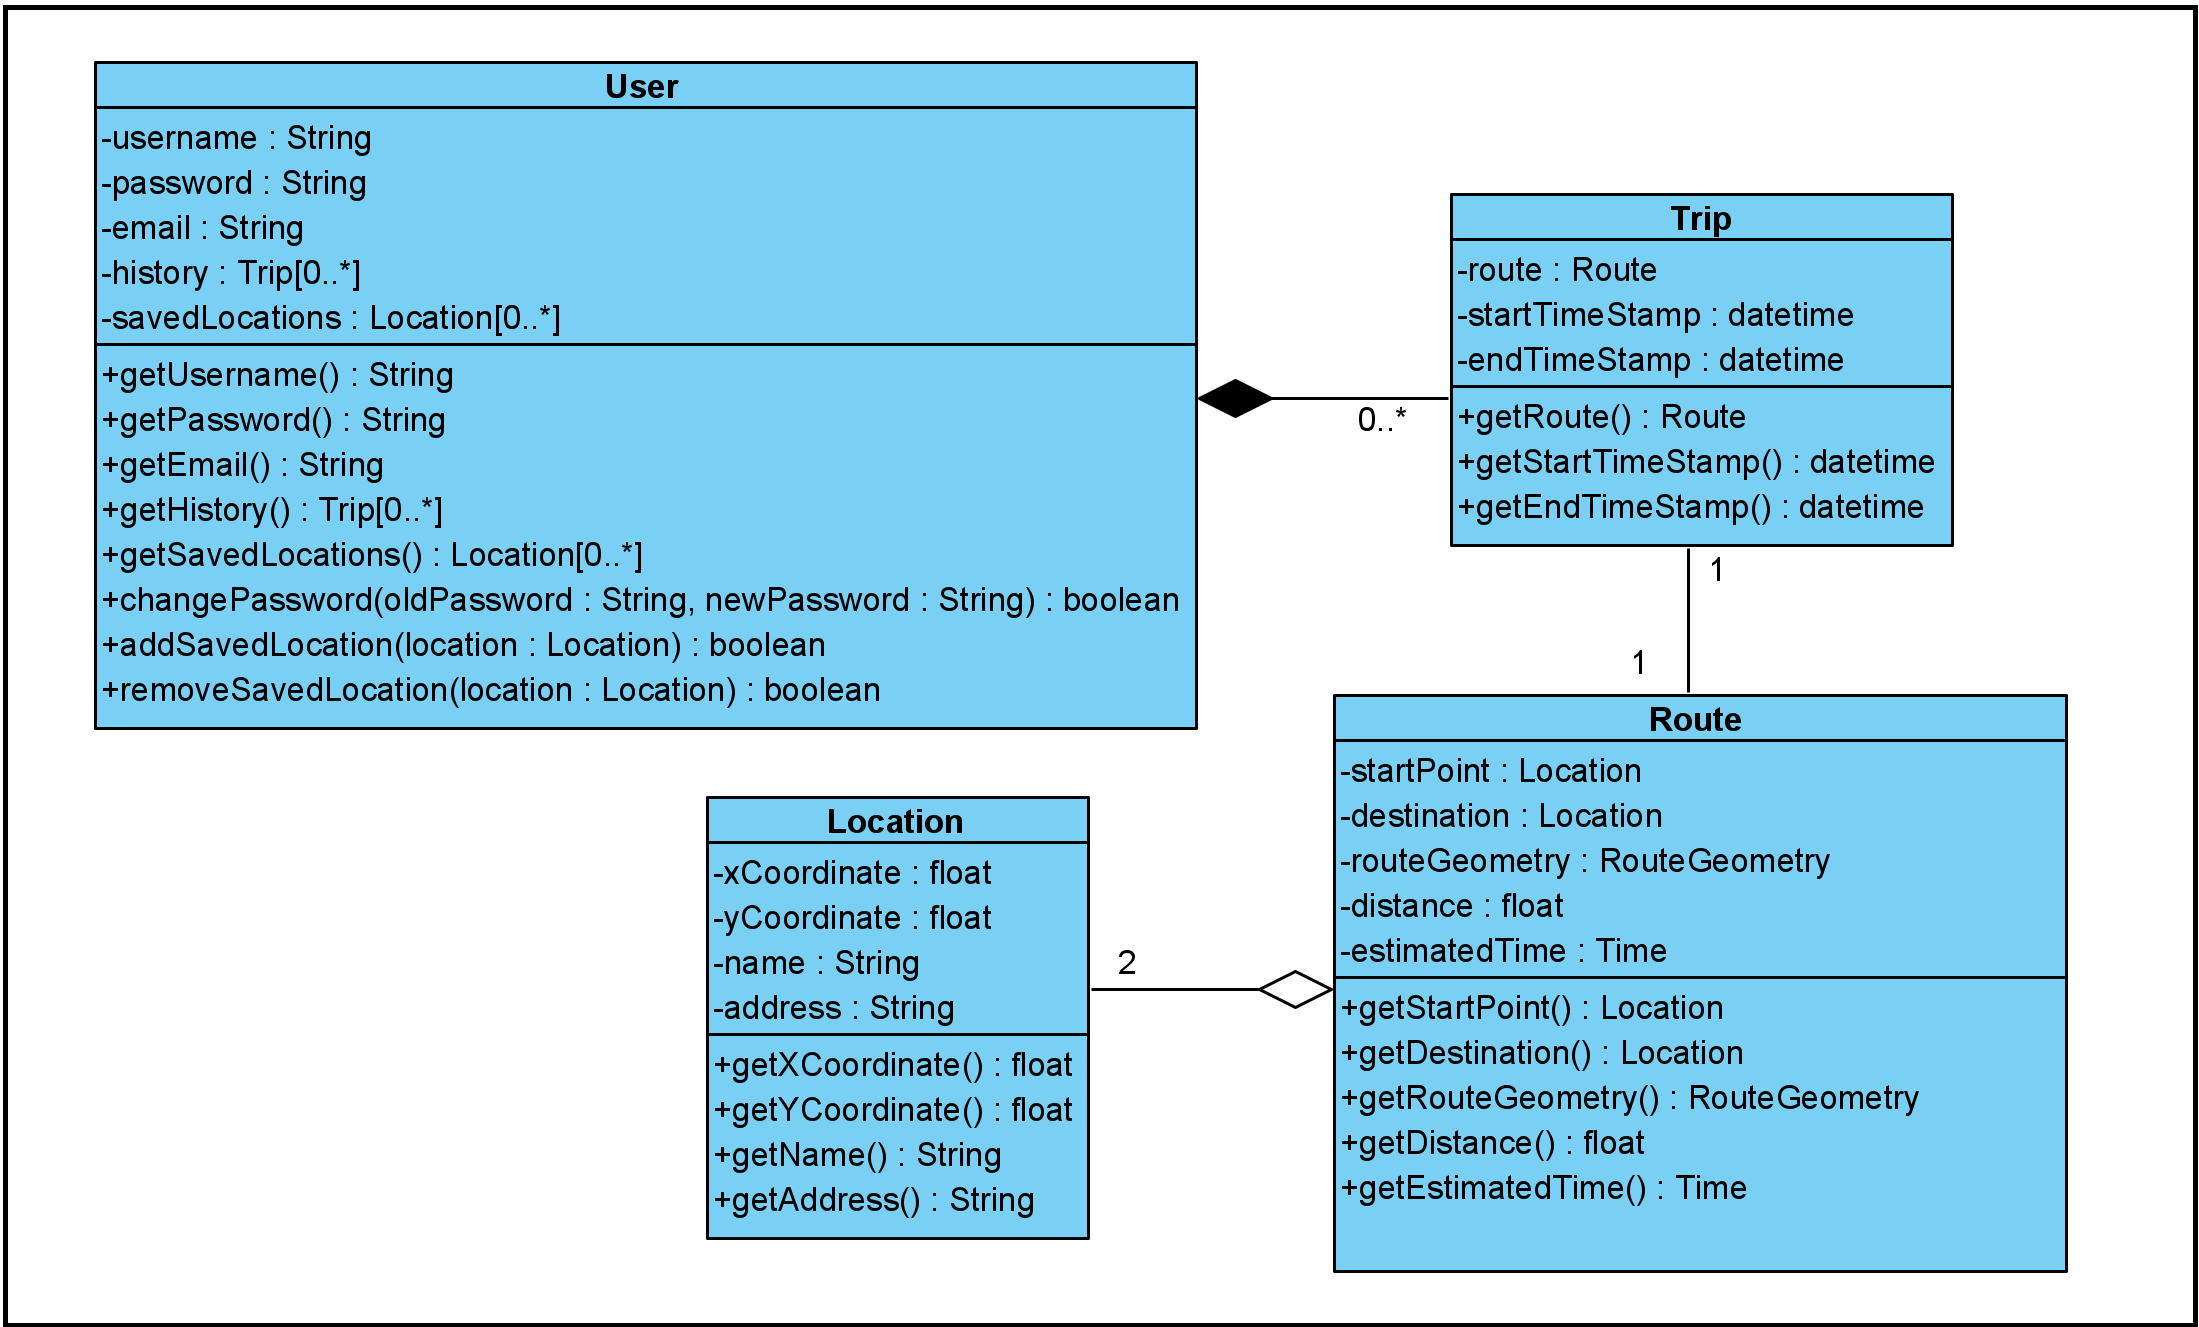 User
-username : String
-password : String
-email : String
-history : Trip[0..*]
-savedLocations : Location[0..*]
+getUsername() : String
+getPassword() : String
+getEmail() : String
+getHistory() : Trip[0..*]
+getSavedLocations() : Location[0..*]
+changePassword(oldPassword : String, newPassword : String) : boolean
+addSavedLocation(location : Location) : boolean
+removeSavedLocation(location : Location) : boolean
0..*
Trip
-route : Route
-startTimeStamp : datetime
-endTimeStamp : datetime
+getRoute() : Route
+getStartTimeStamp() : datetime
+getEndTimeStamp() : datetime
1
1
Location
-xCoordinate : float
-yCoordinate : float
-name : String
-address : String
+getXCoordinate() : float
+getYCoordinate() : float
+getName() : String
+getAddress() : String
2
Route
-startPoint : Location
-destination : Location
-routeGeometry : RouteGeometry
-distance : float
-estimatedTime : Time
+getStartPoint() : Location
+getDestination() : Location
+getRouteGeometry() : RouteGeometry
+getDistance() : float
+getEstimatedTime() : Time